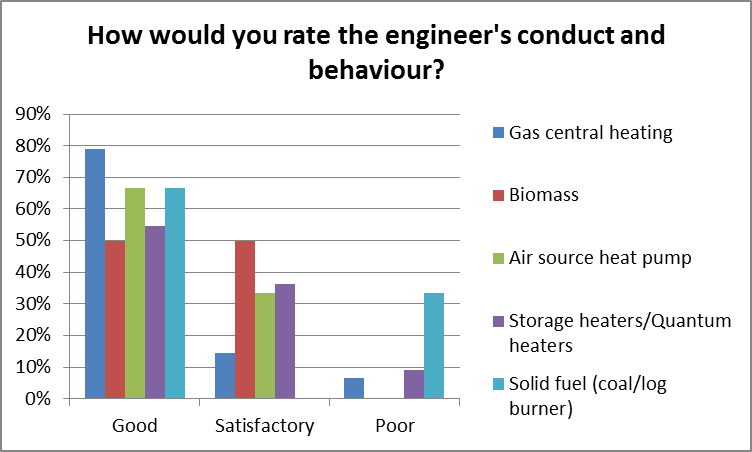 How would you rate the engineer's conduct and
behaviour?
90%
80%
70%
60%
50%
40%
30%
20%
10%
0%
Good
Satisfactory
Poor
Gas central heating
Biomass
Air source heat pump
Storage heaters/Quantum
heaters
Solid fuel (coal/log
burner)